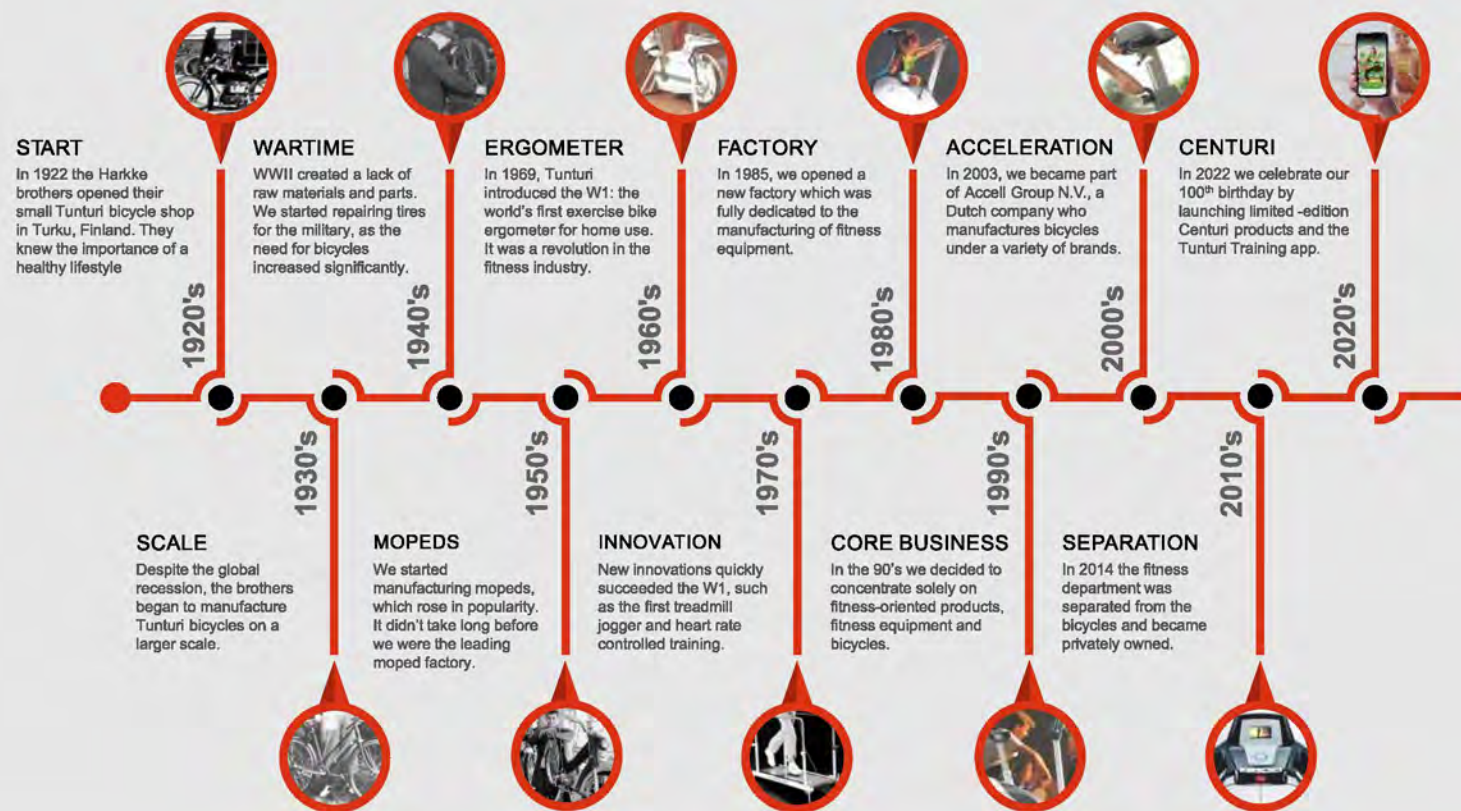 START
In 1922 the Harkke
brothers opened their
small Tunturi bicycle shop
in Turku, Finland. They
knew the importance of a
healthy lifestyle
1920's
WARTIME
WWII created a lack of
raw materials and parts.
We started repairing tires
for the military, as the
need for bicycles
increased significantly.
1940's
ERGOMETER
In 1969, Tunturi
introduced the W1: the
world's first exercise bike
ergometer for home use.
It was a revolution in the
fitness industry.
1960's
FACTORY
In 1985, we opened a
new factory which was
fully dedicated to the
manufacturing of fitness
equipment.
1980's
ACCELERATION
In 2003, we became part
of Accell Group N.V., a
Dutch company who
manufactures bicycles
under a variety of brands.
2000's
CENTURI
In 2022 we celebrate our
100th birthday by
launching limited -edition
Centuri products and the
Tunturi Training app.
2020's
1930's
SCALE
Despite the global
recession, the brothers
began to manufacture
Tunturi bicycles on a
larger scale.
1950's
MOPEDS
We started
manufacturing mopeds,
which rose in popularity.
It didn't take long before
we were the leading
moped factory.
1970's
INNOVATION
New innovations quickly
succeeded the W1, such
as the first treadmill
jogger and heart rate
controlled training.
1990's
CORE BUSINESS
In the 90's we decided to
concentrate solely on
fitness-oriented products,
fitness equipment and
bicycles.
2010's
SEPARATION
In 2014 the fitness
department was
separated from the
bicycles and became
privately owned.